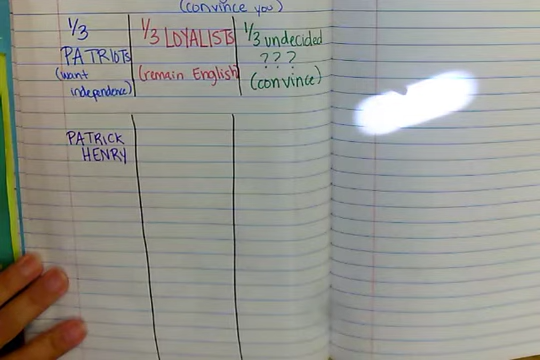 (convince you)
1/3
PATRIOTS
(want
independence)
1/3 LOYALISTS
(remain English)
1/3 undecided
? ? ?
(convince)
PATRICK
HENRY